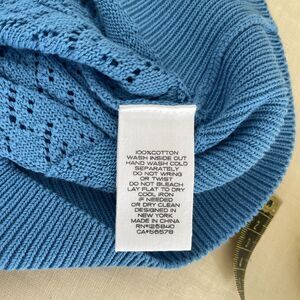 100%COTTON
WASH INSIDE OUT
HAND WASH COLD
SEPARATELY
DO NOT WRING
OR TWIST
DO NOT BLEACH
LAY FLAT TO DRY
COOL IRON
IF NEEDED
OR DRY CLEAN
DESIGNED IN
NEW YORK
MADE IN CHINA
RN#125840
CA#46578